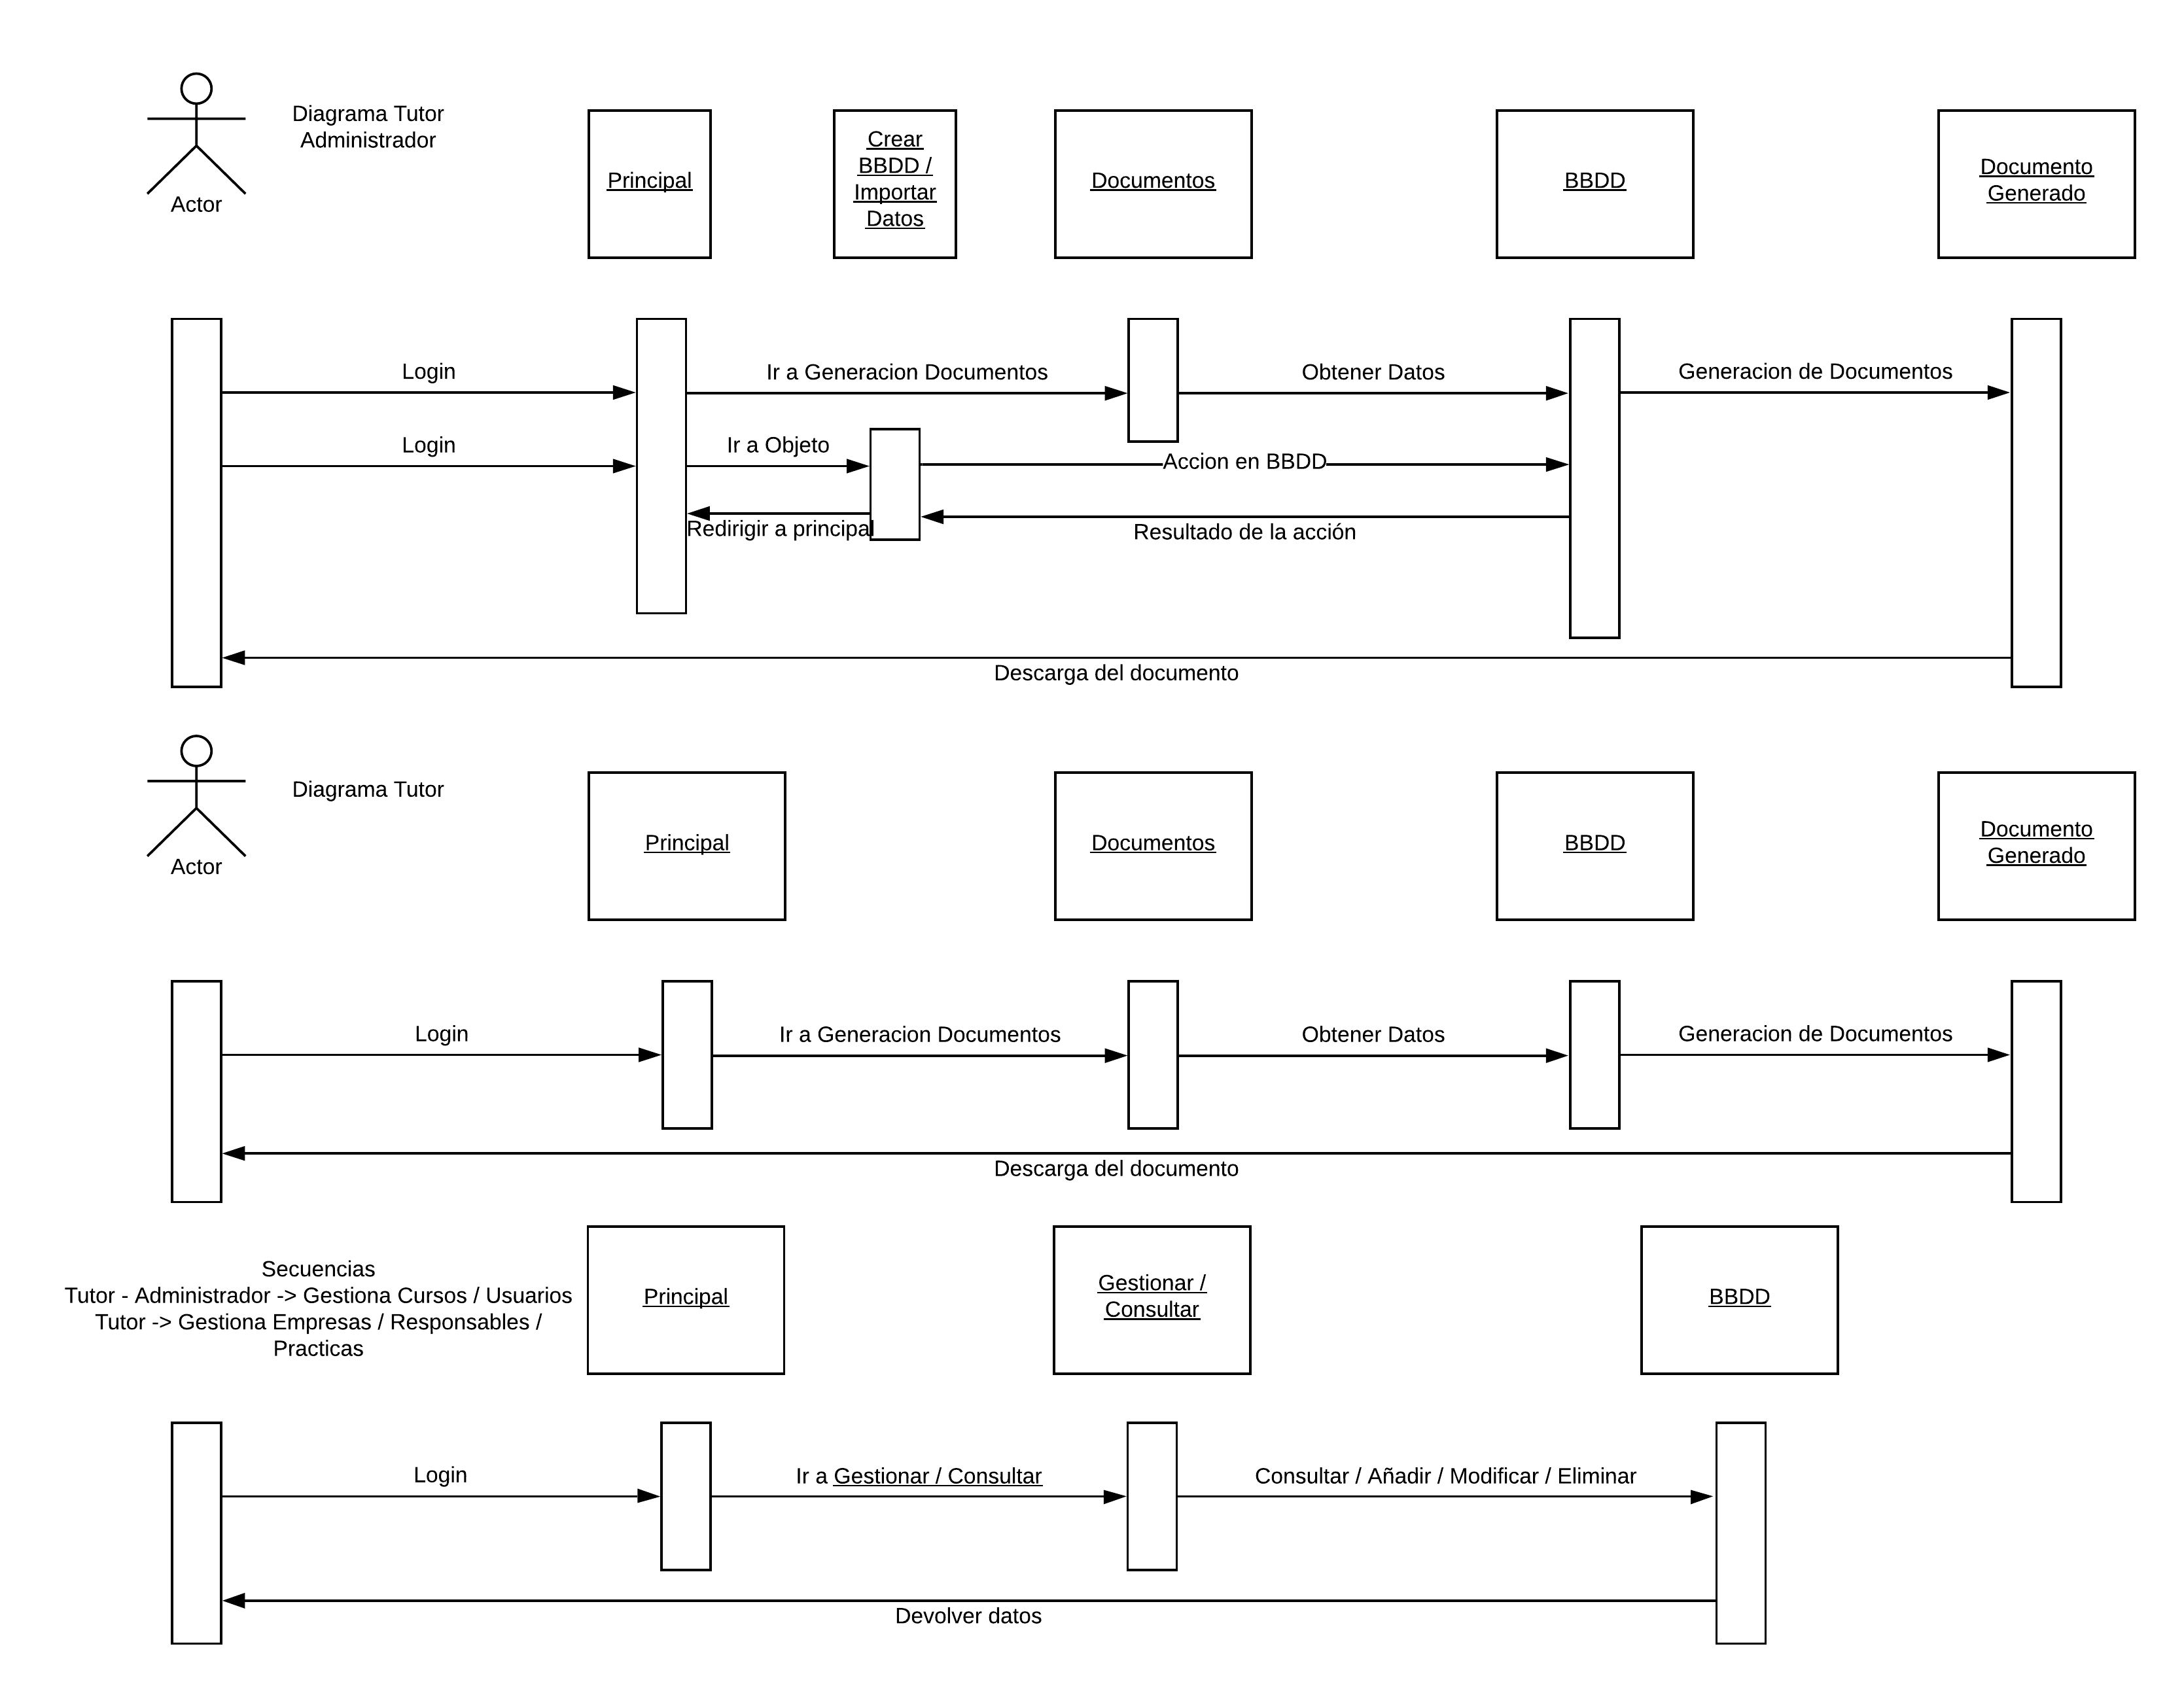 Diagrama Tutor
Administrador
Actor
Principal
Crear
BBDD /
Importar
Datos
Documentos
BBDD
Documento
Generado
Login
Ir a Generacion Documentos
Obtener Datos
Generacion de Documentos
Login
Ir a Objeto
Accion en BBDD
Redirigir a principal
Resultado de la acción
Descarga del documento
Diagrama Tutor
Actor
Principal
Documentos
BBDD
Documento
Generado
Login
Ir a Generacion Documentos
Obtener Datos
Generacion de Documentos
Descarga del documento
Secuencias
Tutor - Administrador -> Gestiona Cursos / Usuarios
Tutor -> Gestiona Empresas / Responsables /
Practicas
Principal
Gestionar /
Consultar
BBDD
Login
Ir a Gestionar / Consultar
Consultar / Añadir / Modificar / Eliminar
Devolver datos